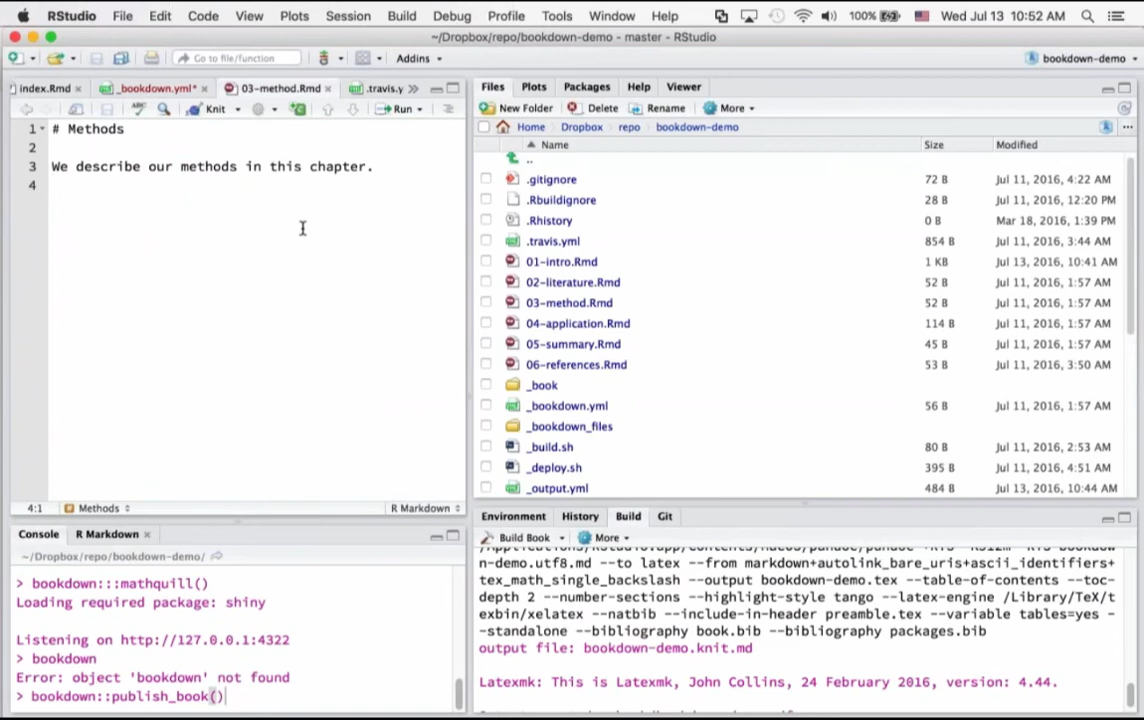 RStudio File Edit Code View Plots Session Build Debug Profile Tools Window Help 100% Wed Jul 13 10:52 AM
~/Dropbox/repo/bookdown-demo - master - RStudio
Go to file/function Addins bookdown-demo
index.Rmd _bookdown.yml* 03-method.Rmd .travis.y
Files Plots Packages Help Viewer
Knit Run
New Folder Delete Rename More
Home Dropbox repo bookdown-demo
Name Size Modified
1 # Methods
2
3 We describe our methods in this chapter.
4
..
.gitignore 72 B Jul 11, 2016, 4:22 AM
.Rbuildignore 28 B Jul 11, 2016, 12:20 PM
.Rhistory 0 B Mar 18, 2016, 1:39 PM
.travis.yml 854 B Jul 11, 2016, 3:44 AM
01-intro.Rmd 1 KB Jul 13, 2016, 10:41 AM
02-literature.Rmd 52 B Jul 11, 2016, 1:57 AM
03-method.Rmd 52 B Jul 11, 2016, 1:57 AM
04-application.Rmd 114 B Jul 11, 2016, 1:57 AM
05-summary.Rmd 45 B Jul 11, 2016, 1:57 AM
06-references.Rmd 53 B Jul 11, 2016, 3:50 AM
_book
_bookdown.yml 56 B Jul 11, 2016, 1:57 AM
_bookdown_files
_build.sh 80 B Jul 11, 2016, 2:53 AM
_deploy.sh 395 B Jul 11, 2016, 4:51 AM
_output.yml 484 B Jul 13, 2016, 10:44 AM
4:1 Methods R Markdown
Console R Markdown
~/Dropbox/repo/bookdown-demo/
> bookdown:::mathquill()
Loading required package: shiny
Listening on http://127.0.0.1:4322
> bookdown
Error: object 'bookdown' not found
> bookdown::publish_book()
Environment History Build Git
Build Book More
n-demo.utf8.md --to latex --from markdown+autolink_bare_uris+ascii_identifiers+
tex_math_single_backslash --output bookdown-demo.tex --table-of-contents --toc-
depth 2 --number-sections --highlight-style tango --latex-engine /Library/TeX/t
exbin/xelatex --natbib --include-in-header preamble.tex --variable tables=yes -
-standalone --bibliography book.bib --bibliography packages.bib
output file: bookdown-demo.knit.md
Latexmk: This is Latexmk, John Collins, 24 February 2016, version: 4.44.